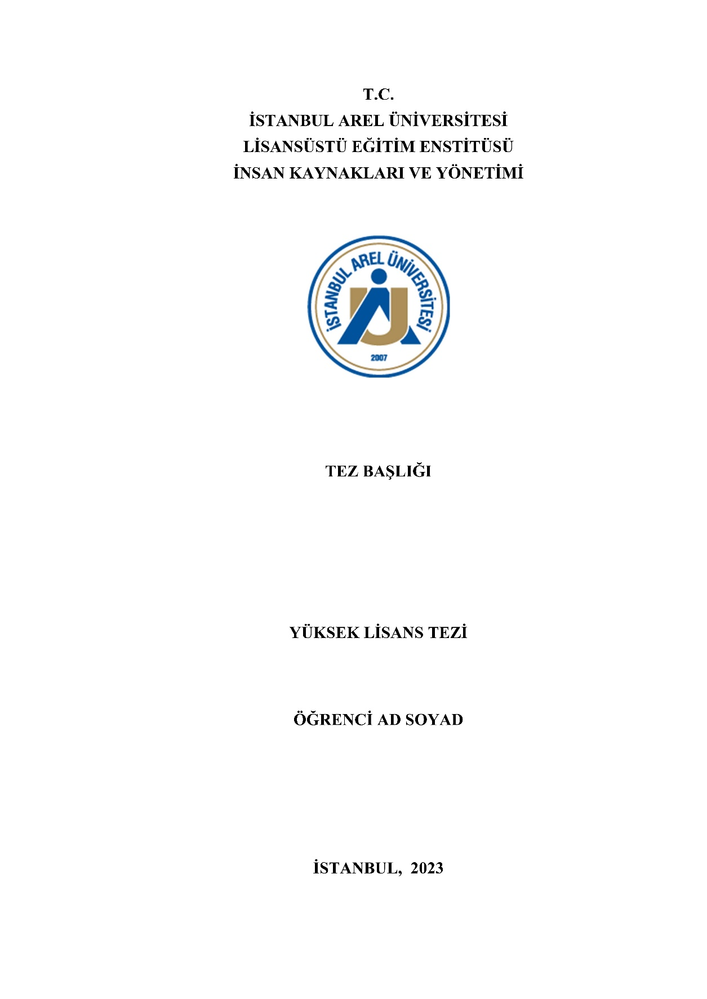 T.C.
İSTANBUL AREL ÜNİVERSİTESİ
LİSANSÜSTÜ EĞİTİM ENSTİTÜSÜ
İNSAN KAYNAKLARI VE YÖNETİMİ
İSTANBUL AREL ÜNİVERSİTESİ
2007
TEZ BAŞLIĞI
YÜKSEK LİSANS TEZİ
ÖĞRENCİ AD SOYAD
İSTANBUL,  2023